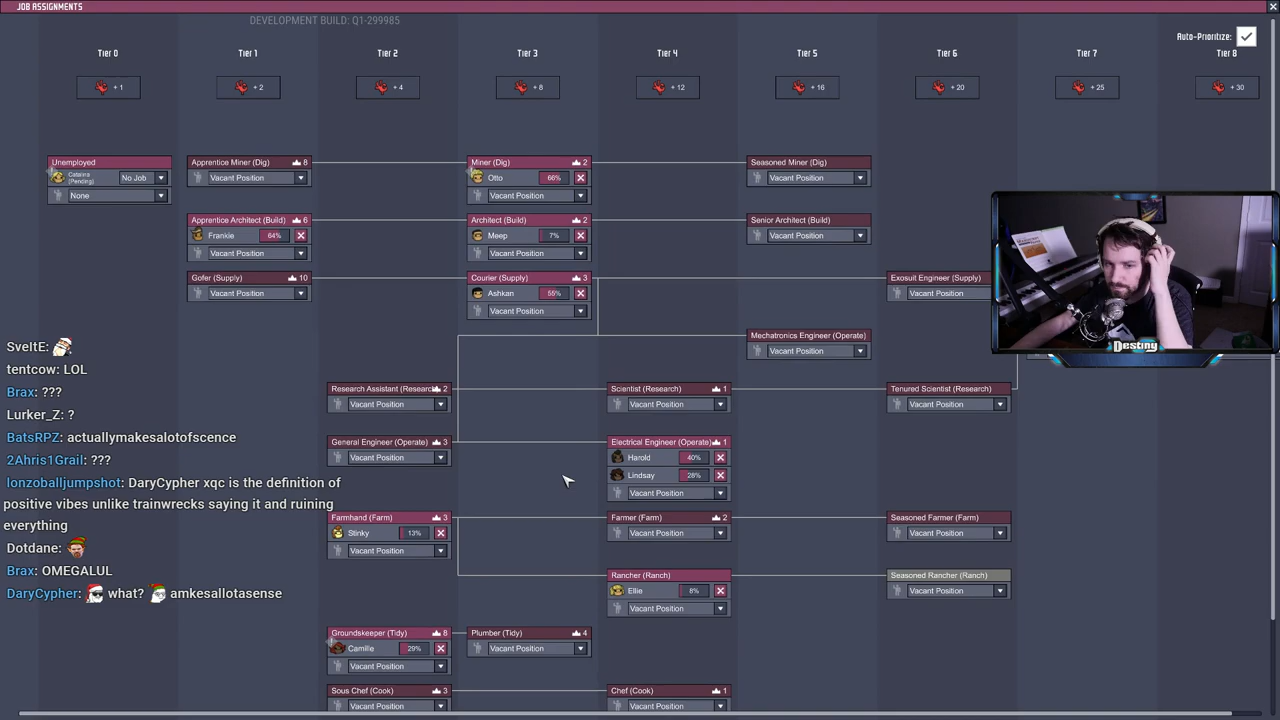 JOB ASSIGNMENTS
DEVELOPMENT BUILD: Q1-299985
Auto-Prioritize:
Tier 0
Tier 1
Tier 2
Tier 3
Tier 4
Tier 5
Tier 6
Tier 7
Tier 8
+ 1
+ 2
+ 4
+ 8
+ 12
+ 16
+ 20
+ 25
+ 30
Unemployed
Catalina (Pending) No Job
None
Apprentice Miner (Dig) 8
Vacant Position
Miner (Dig) 2
Otto 66%
Vacant Position
Seasoned Miner (Dig)
Vacant Position
Apprentice Architect (Build) 6
Frankie 64%
Vacant Position
Architect (Build) 2
Meep 7%
Vacant Position
Senior Architect (Build)
Vacant Position
Gofer (Supply) 10
Vacant Position
Courier (Supply) 3
Ashkan 55%
Vacant Position
Exosuit Engineer (Supply)
Vacant Position
Mechatronics Engineer (Operate)
Vacant Position
Research Assistant (Research 2
Vacant Position
Scientist (Research) 1
Vacant Position
Tenured Scientist (Research)
Vacant Position
General Engineer (Operate) 3
Vacant Position
Electrical Engineer (Operate) 1
Harold 40%
Lindsay 28%
Vacant Position
Farmhand (Farm) 3
Stinky 13%
Vacant Position
Farmer (Farm) 2
Vacant Position
Seasoned Farmer (Farm)
Vacant Position
Rancher (Ranch)
Ellie 8%
Vacant Position
Seasoned Rancher (Ranch)
Vacant Position
Groundskeeper (Tidy) 8
Camille 29%
Vacant Position
Plumber (Tidy) 4
Vacant Position
Sous Chef (Cook) 3
Vacant Position
Chef (Cook) 1
Vacant Position
SveltE:
tentcow: LOL
Brax: ???
Lurker_Z: ?
BatsRPZ: actuallymakesalotofscence
2Ahris1Grail: ???
lonzoballjumpshot: DaryCypher xqc is the definition of
positive vibes unlike trainwrecks saying it and ruining
everything
Dotdane:
Brax: OMEGALUL
DaryCypher: what? amkesallotasense
Destiny